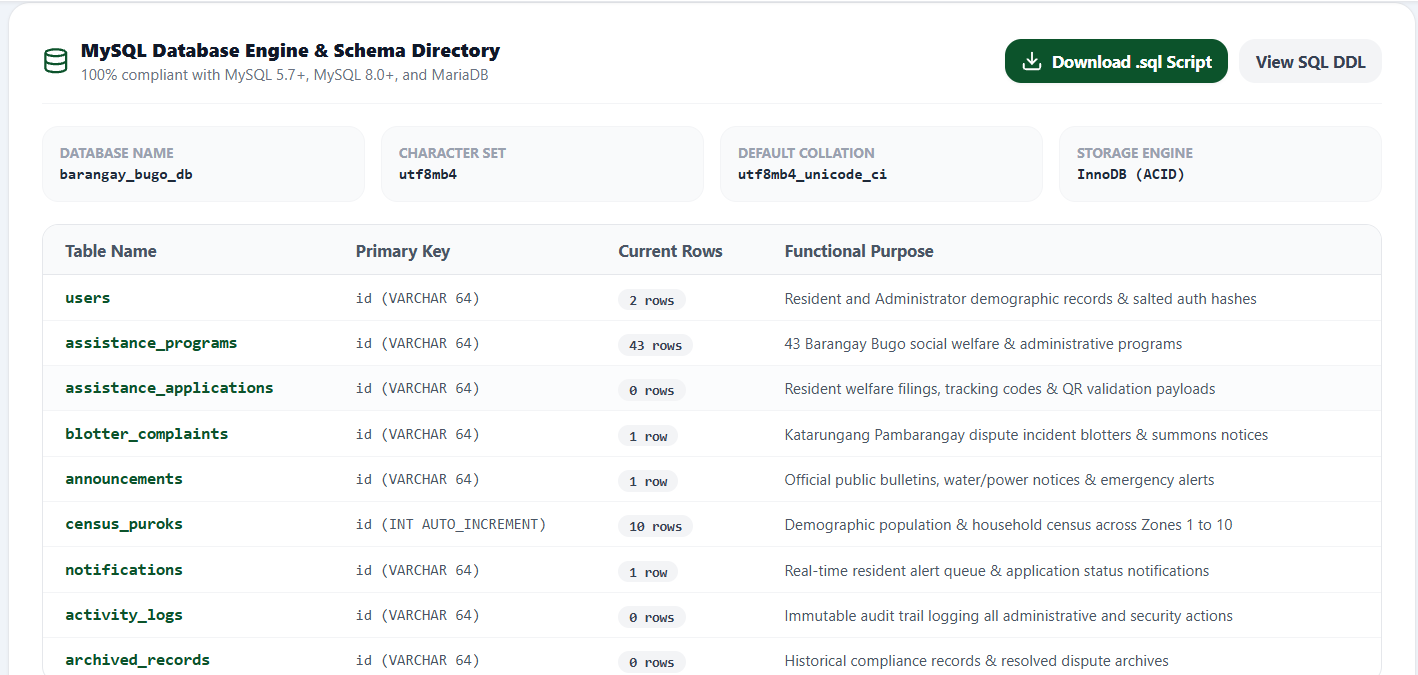 MySQL Database Engine & Schema Directory
100% compliant with MySQL 5.7+, MySQL 8.0+, and MariaDB
Download .sql Script
View SQL DDL
DATABASE NAME
barangay_bugo_db
CHARACTER SET
utf8mb4
DEFAULT COLLATION
utf8mb4_unicode_ci
STORAGE ENGINE
InnoDB (ACID)
Table Name Primary Key Current Rows Functional Purpose
users id (VARCHAR 64) 2 rows Resident and Administrator demographic records & salted auth hashes
assistance_programs id (VARCHAR 64) 43 rows 43 Barangay Bugo social welfare & administrative programs
assistance_applications id (VARCHAR 64) 0 rows Resident welfare filings, tracking codes & QR validation payloads
blotter_complaints id (VARCHAR 64) 1 row Katarungang Pambarangay dispute incident blotters & summons notices
announcements id (VARCHAR 64) 1 row Official public bulletins, water/power notices & emergency alerts
census_puroks id (INT AUTO_INCREMENT) 10 rows Demographic population & household census across Zones 1 to 10
notifications id (VARCHAR 64) 1 row Real-time resident alert queue & application status notifications
activity_logs id (VARCHAR 64) 0 rows Immutable audit trail logging all administrative and security actions
archived_records id (VARCHAR 64) 0 rows Historical compliance records & resolved dispute archives